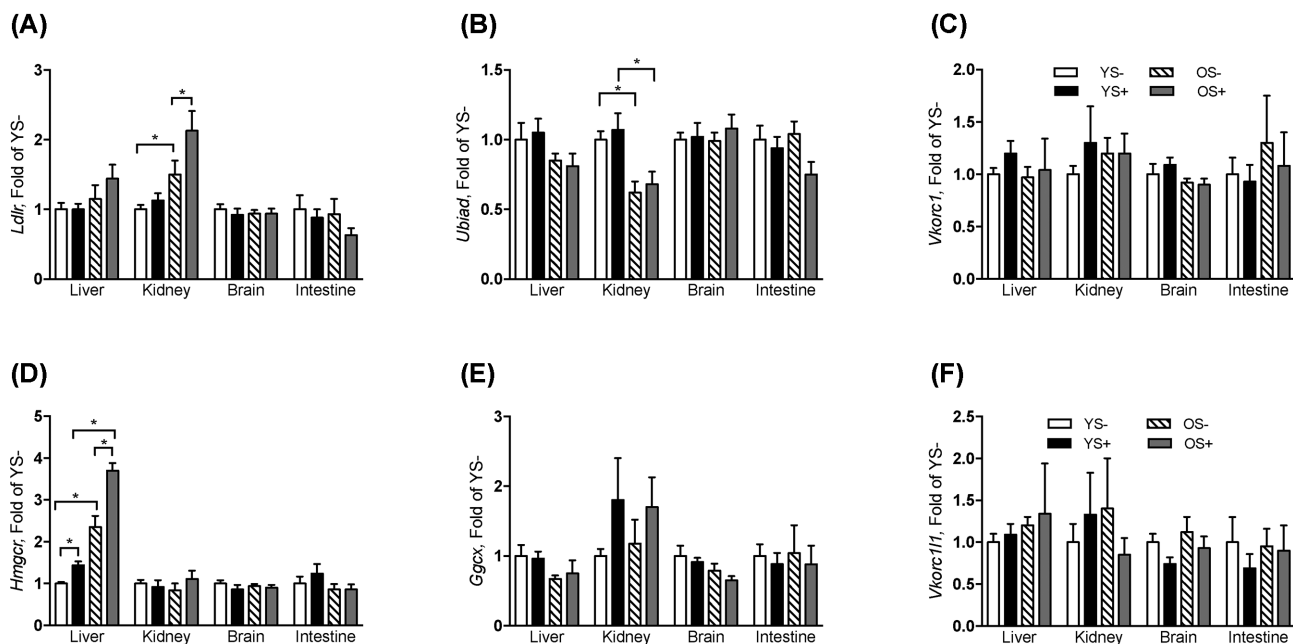 (A)
3
2
1
0
Ldlr, Fold of YS-
*
*
Liver Kidney Brain Intestine
(B)
1.5
1.0
0.5
0.0
Ubiad, Fold of YS-
*
*
Liver Kidney Brain Intestine
(C)
2.0
1.5
1.0
0.5
0.0
Vkorc1, Fold of YS-
YS- OS-
YS+ OS+
Liver Kidney Brain Intestine
(D)
5
4
3
2
1
0
Hmgcr, Fold of YS-
*
*
*
*
Liver Kidney Brain Intestine
(E)
3
2
1
0
Ggcx, Fold of YS-
Liver Kidney Brain Intestine
(F)
2.5
2.0
1.5
1.0
0.5
0.0
Vkorc1l1, Fold of YS-
YS- OS-
YS+ OS+
Liver Kidney Brain Intestine